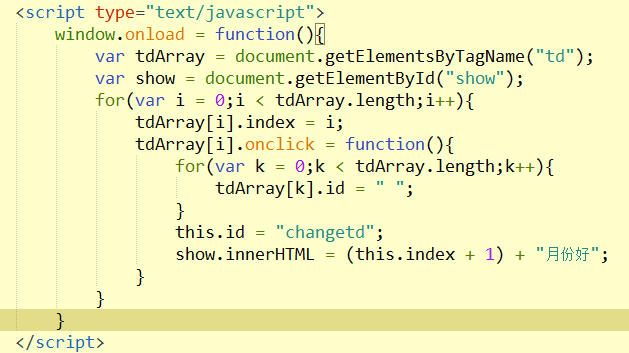 <script type="text/javascript">
window.onload = function(){
var tdArray = document.getElementsByTagName("td");
var show = document.getElementById("show");
for(var i = 0;i < tdArray.length;i++){
tdArray[i].index = i;
tdArray[i].onclick = function(){
for(var k = 0;k < tdArray.length;k++){
tdArray[k].id = " ";
}
this.id = "changetd";
show.innerHTML = (this.index + 1) + "月份好";
}
}
}
</script>